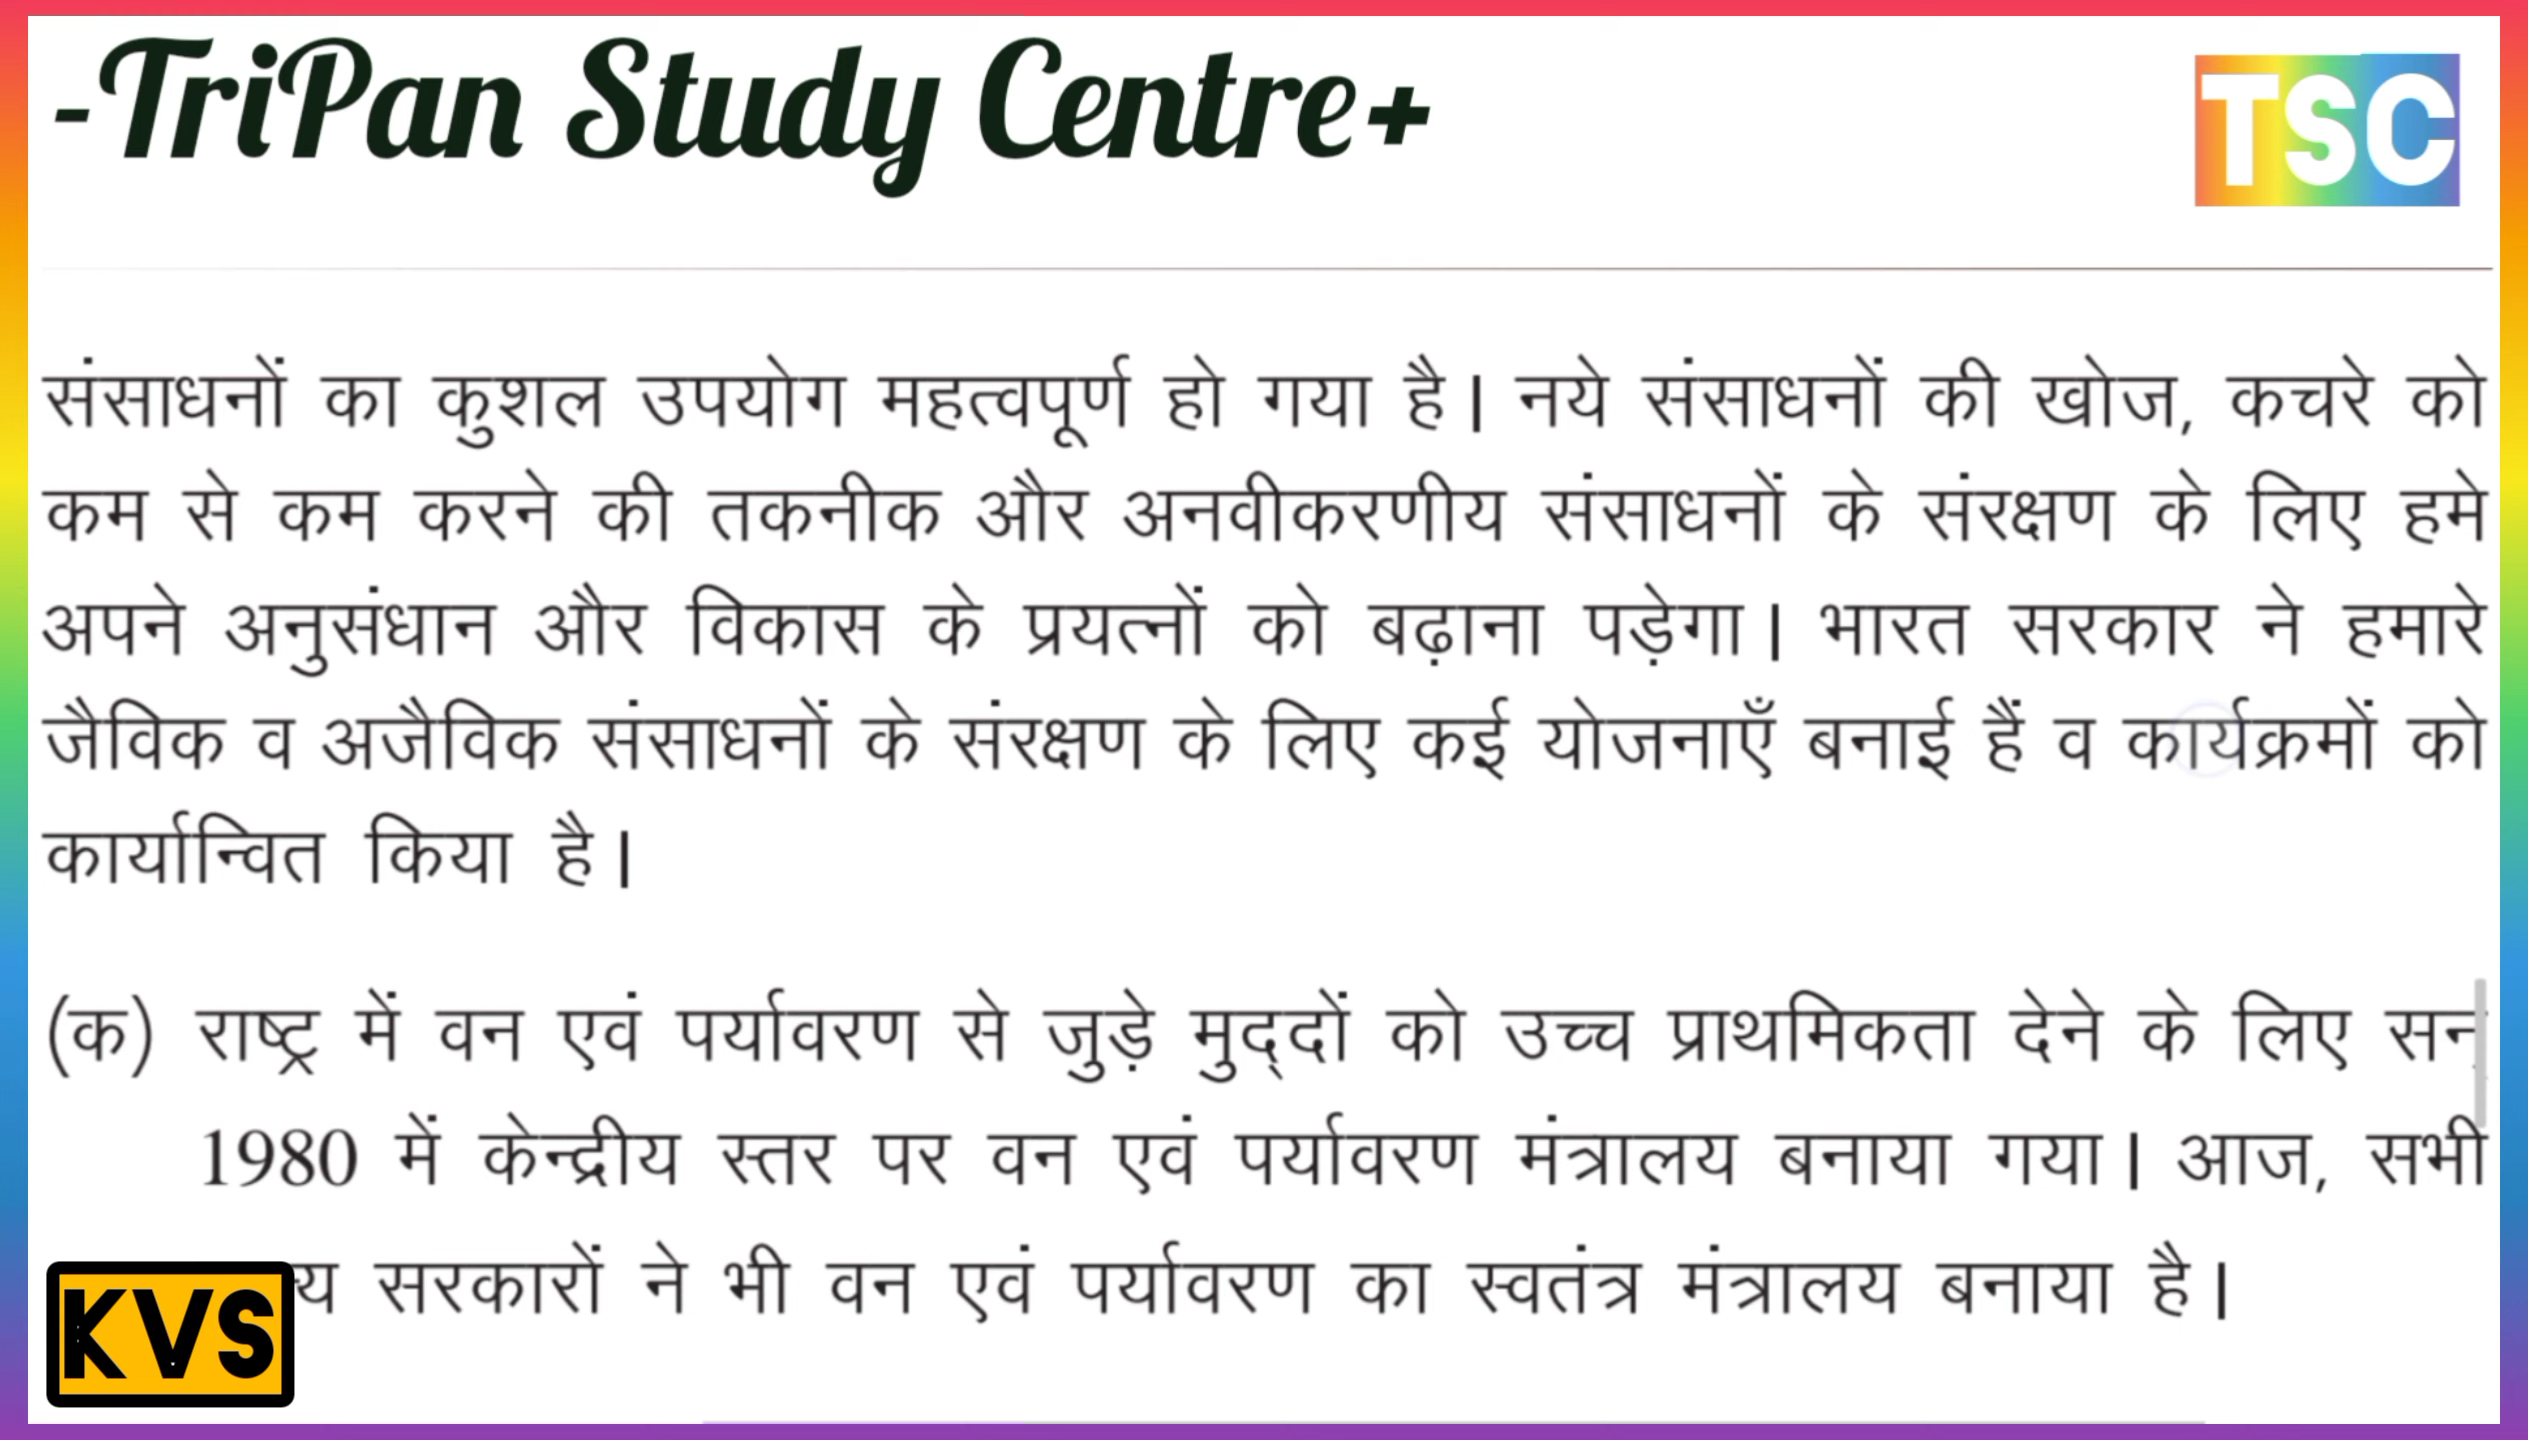 -TriPan Study Centre+
TSC
संसाधनों का कुशल उपयोग महत्वपूर्ण हो गया है। नये संसाधनों की खोज, कचरे को
कम से कम करने की तकनीक और अनवीकरणीय संसाधनों के संरक्षण के लिए हमे
अपने अनुसंधान और विकास के प्रयत्नों को बढ़ाना पड़ेगा। भारत सरकार ने हमारे
जैविक व अजैविक संसाधनों के संरक्षण के लिए कई योजनाएँ बनाई हैं व कार्यक्रमों को
कार्यान्वित किया है।
(क) राष्ट्र में वन एवं पर्यावरण से जुड़े मुद्‌दों को उच्च प्राथमिकता देने के लिए सन्
1980 में केन्द्रीय स्तर पर वन एवं पर्यावरण मंत्रालय बनाया गया। आज, सभी
य सरकारों ने भी वन एवं पर्यावरण का स्वतंत्र मंत्रालय बनाया है।
KVS